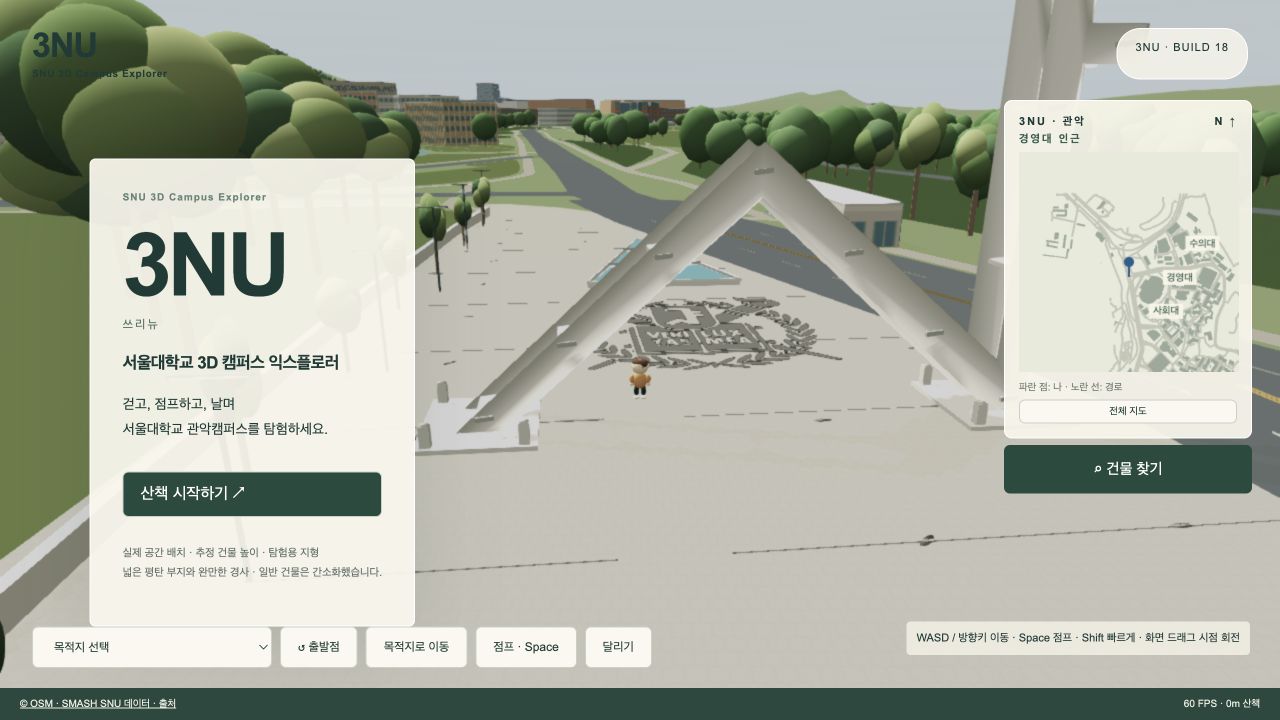 3NU
SNU 3D Campus Explorer
3NU · BUILD 18
3NU · 관악
N ↑
경영대 인근
수의대
경영대
사회대
파란 점: 나 · 노란 선: 경로
전체 지도
⌕ 건물 찾기
SNU 3D Campus Explorer
3NU
쓰리뉴
서울대학교 3D 캠퍼스 익스플로러
걷고, 점프하고, 날며
서울대학교 관악캠퍼스를 탐험하세요.
산책 시작하기 ↗
실제 공간 배치 · 추정 건물 높이 · 탐험용 지형
넓은 평탄 부지와 완만한 경사 · 일반 건물은 간소화했습니다.
목적지 선택
↺ 출발점
목적지로 이동
점프 · Space
달리기
WASD / 방향키 이동 · Space 점프 · Shift 빠르게 · 화면 드래그 시점 회전
© OSM · SMASH SNU 데이터 · 출처
60 FPS · 0m 산책